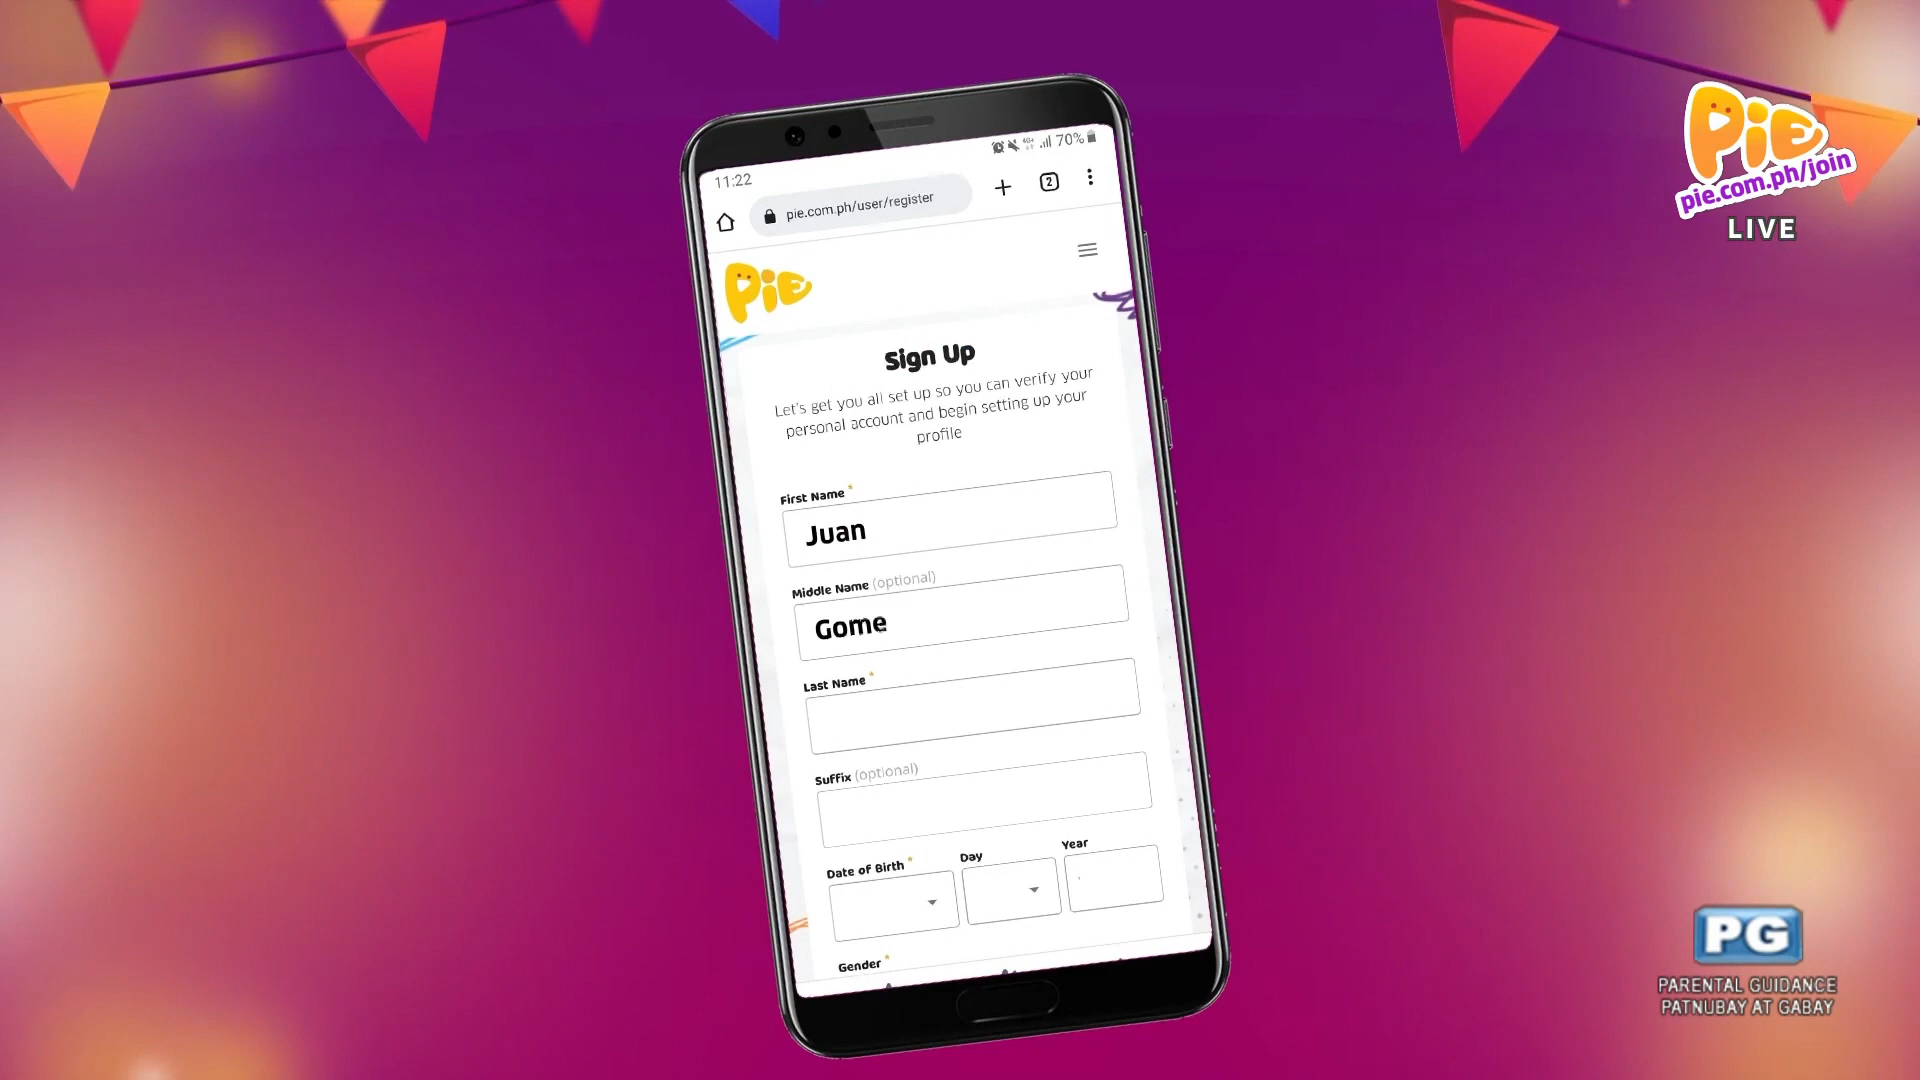 11:22
70%
pie.com.ph/user/register
2
Pie
Sign Up
Let's get you all set up so you can verify your
personal account and begin setting up your
profile
First Name *
Juan
Middle Name (optional)
Gome
Last Name *
Suffix (optional)
Date of Birth * Day Year
Gender *
Pie
pie.com.ph/join
LIVE
PG
PARENTAL GUIDANCE
PATNUBAY AT GABAY